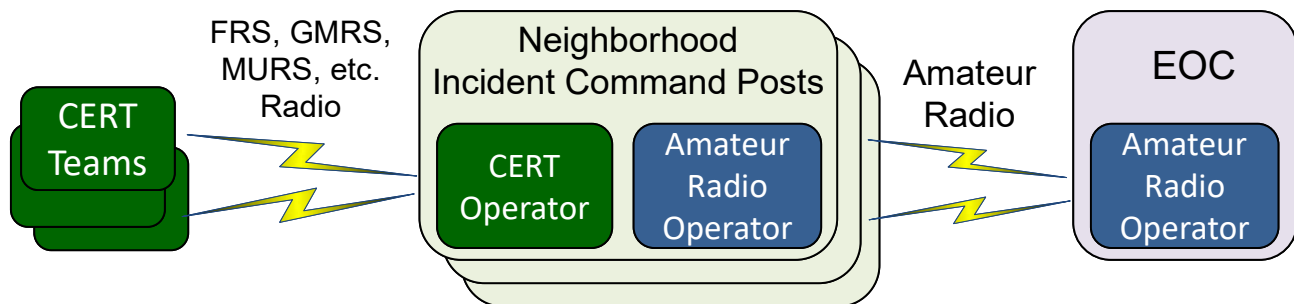 CERT
Teams
FRS, GMRS,
MURS, etc.
Radio
Neighborhood
Incident Command Posts
CERT
Operator
Amateur
Radio
Operator
Amateur
Radio
EOC
Amateur
Radio
Operator